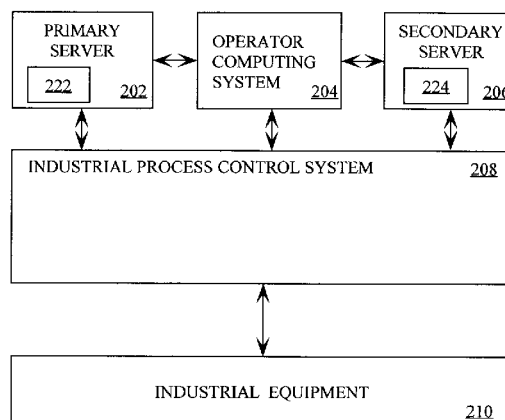 PRIMARY
SERVER
222
202
OPERATOR
COMPUTING
SYSTEM
204
SECONDARY
SERVER
224
206
INDUSTRIAL PROCESS CONTROL SYSTEM 208
INDUSTRIAL EQUIPMENT
210